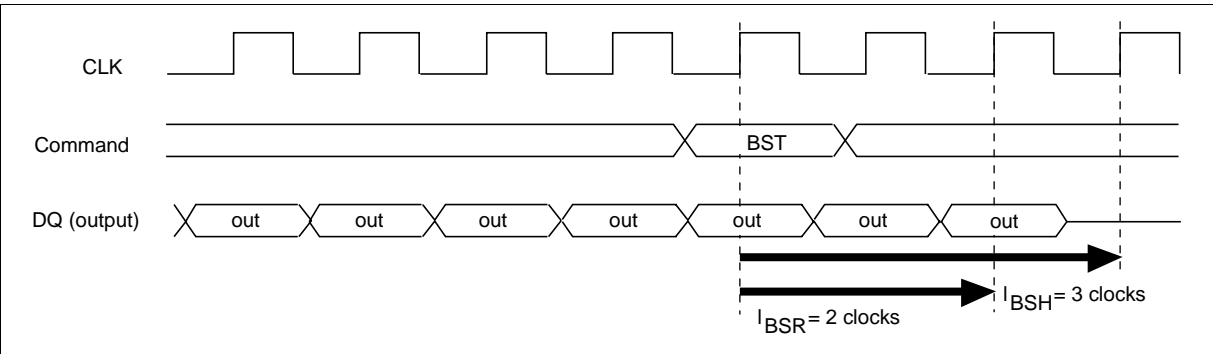 CLK
Command
BST
DQ (output)
out out out out out out out
lBSH = 3 clocks
lBSR = 2 clocks